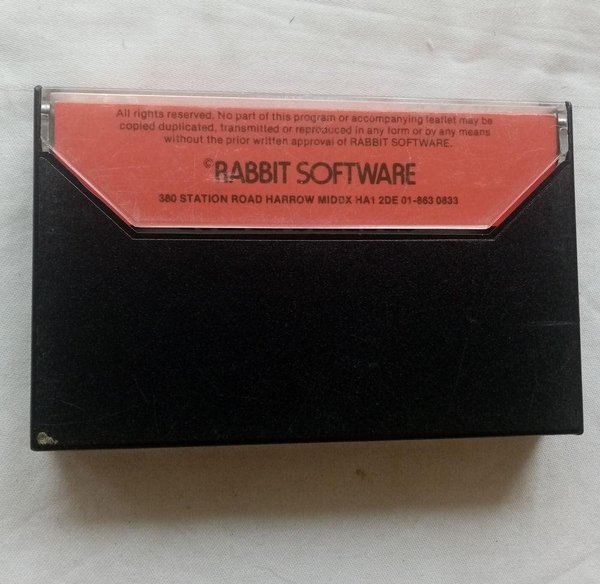 All rights reserved. No part of this program or accompanying leaflet may be
copied duplicated, transmitted or reproduced in any form or by any means
without the prior written approval of RABBIT SOFTWARE.
©RABBIT SOFTWARE
380 STATION ROAD HARROW MIDDX HA1 2DE 01-863 0833